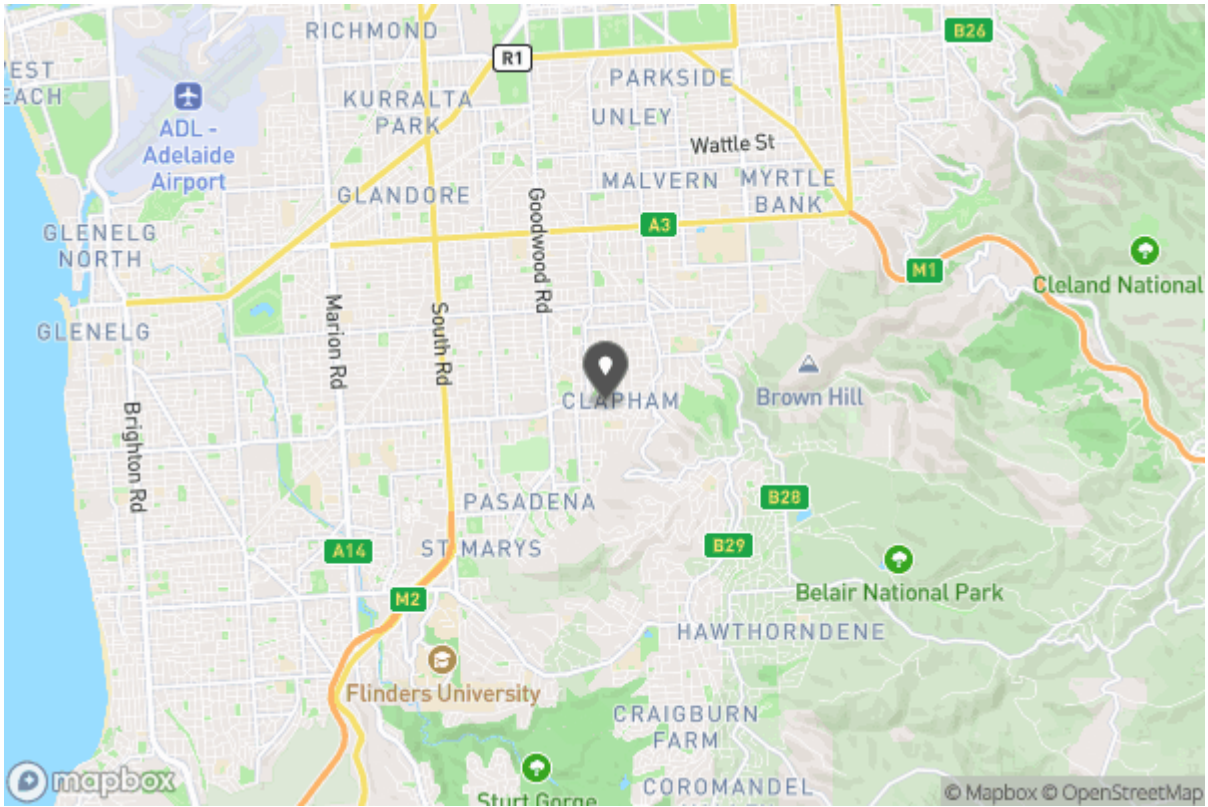 RICHMOND
B26
R1
WEST
BEACH
PARKSIDE
KURRALTA
PARK
UNLEY
ADL -
Adelaide
Airport
Wattle St
MALVERN
MYRTLE
BANK
GLANDORE
Goodwood Rd
A3
GLENELG
NORTH
M1
Cleland National
Marion Rd
South Rd
GLENELG
Brown Hill
CLAPHAM
Brighton Rd
PASADENA
B28
ST MARYS
B29
A14
Belair National Park
M2
HAWTHORNDENE
Flinders University
CRAIGBURN
FARM
Sturt Gorge
COROMANDEL
mapbox
© Mapbox © OpenStreetMap